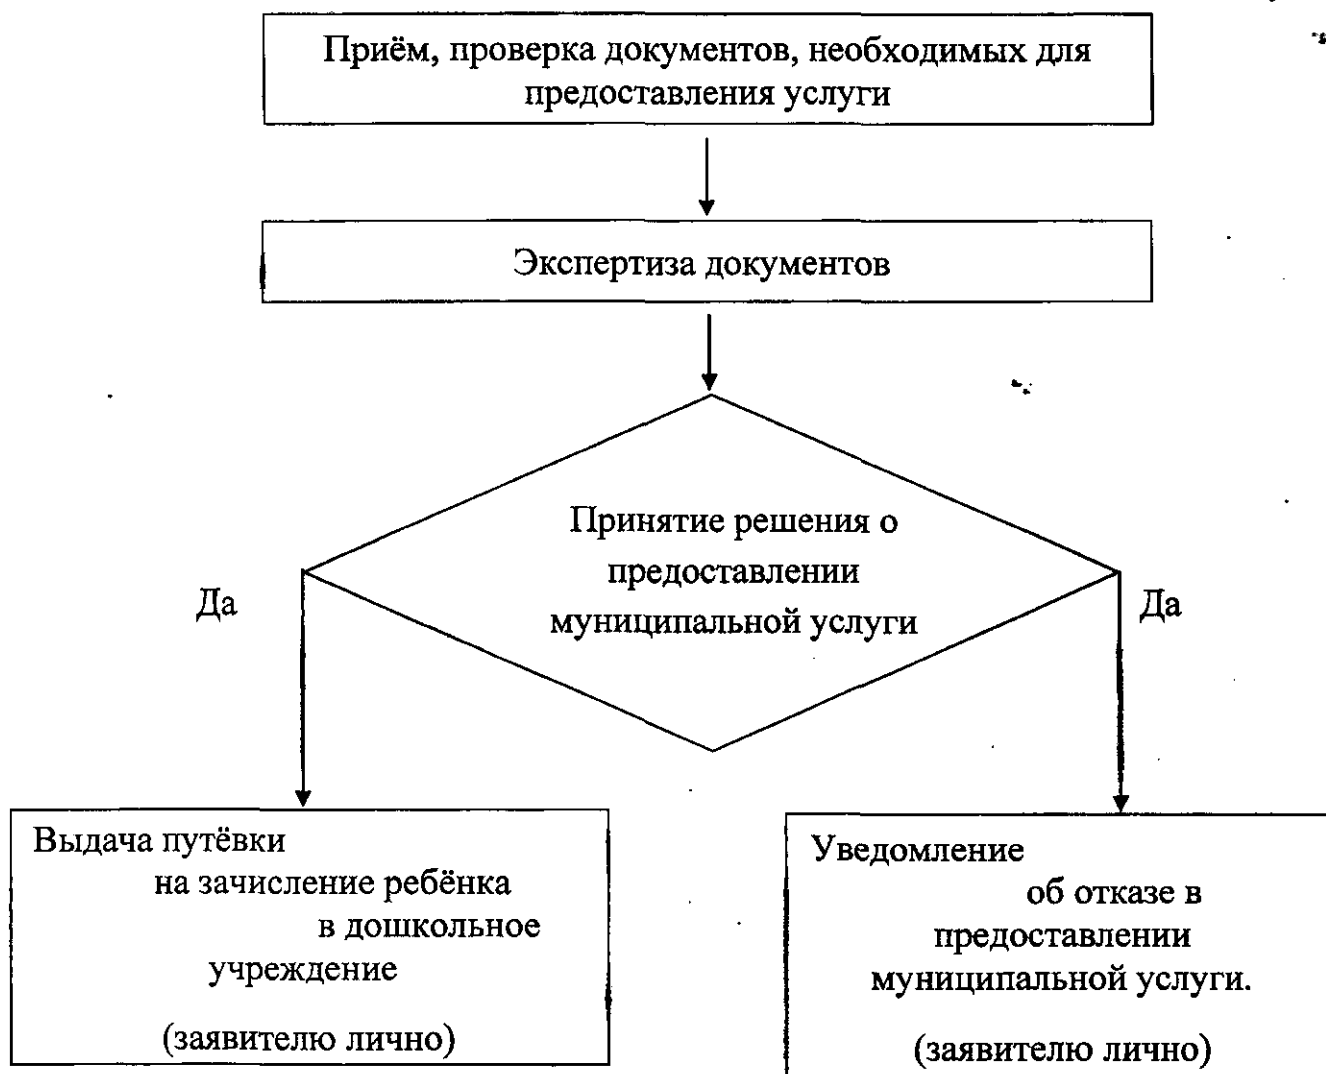 Приём, проверка документов, необходимых для
предоставления услуги
Экспертиза документов
Принятие решения о
предоставлении
муниципальной услуги
Да
Да
Выдача путёвки
на зачисление ребёнка
в дошкольное
учреждение
(заявителю лично)
Уведомление
об отказе в
предоставлении
муниципальной услуги.
(заявителю лично)